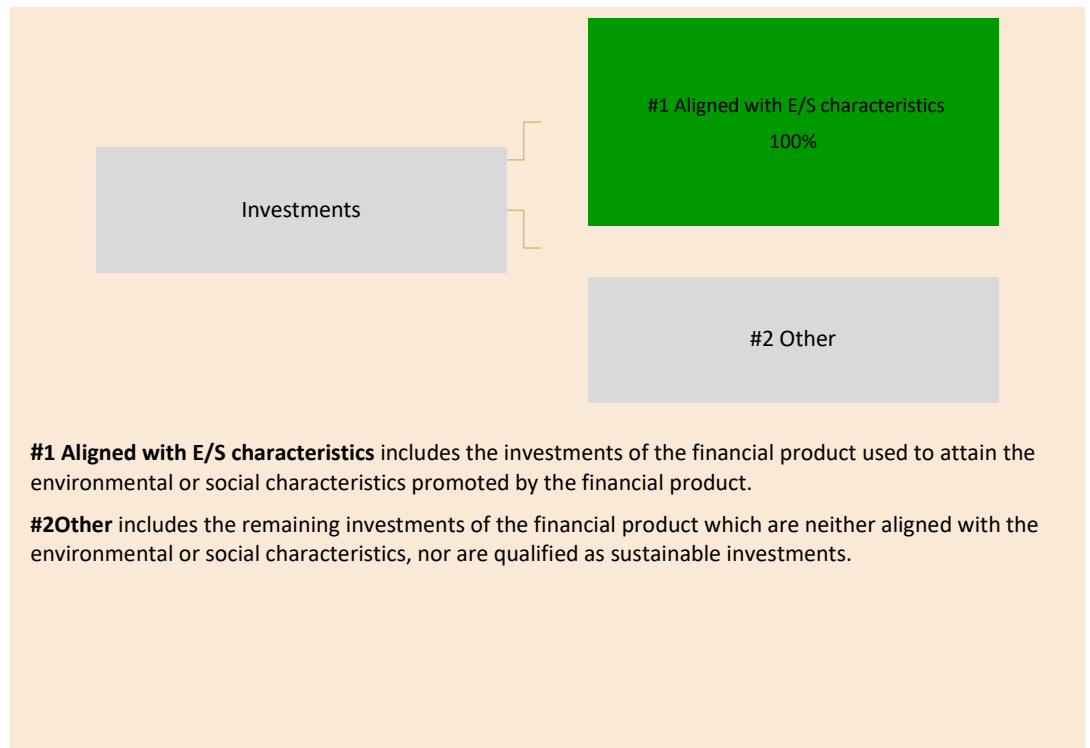 #1 Aligned with E/S characteristics
100%
Investments
#2 Other
#1 Aligned with E/S characteristics includes the investments of the financial product used to attain the
environmental or social characteristics promoted by the financial product.
#2Other includes the remaining investments of the financial product which are neither aligned with the
environmental or social characteristics, nor are qualified as sustainable investments.